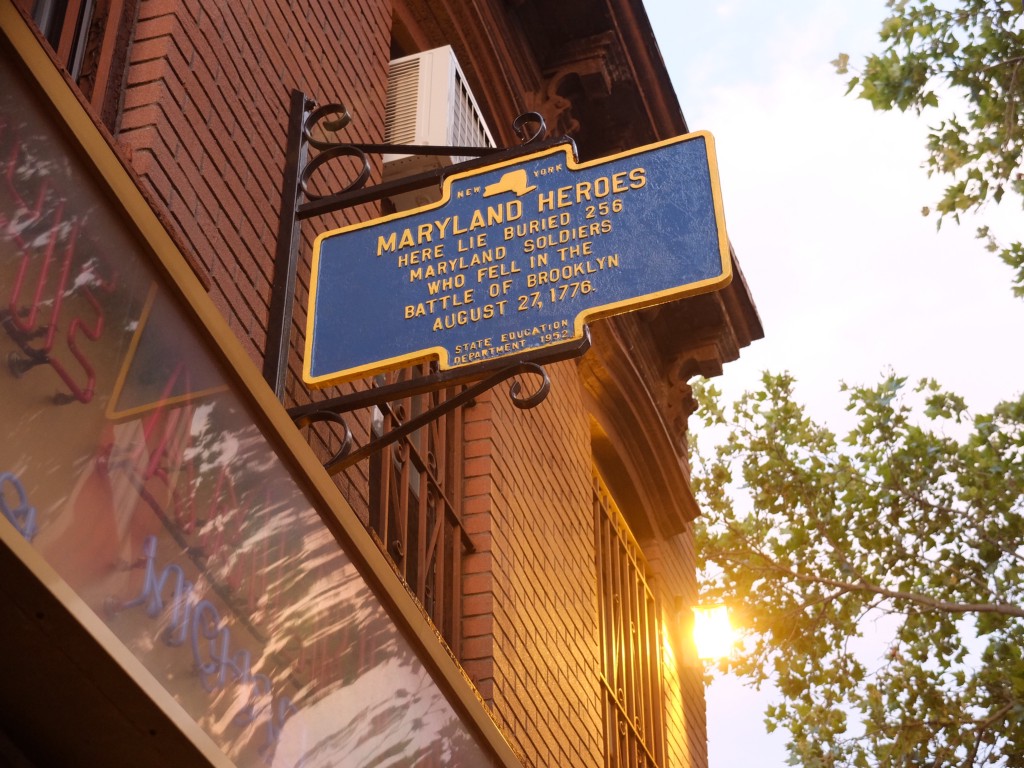 NEW YORK
MARYLAND HEROES
HERE LIE BURIED 256
MARYLAND SOLDIERS
WHO FELL IN THE
BATTLE OF BROOKLYN
AUGUST 27, 1776.
STATE EDUCATION
DEPARTMENT 1952